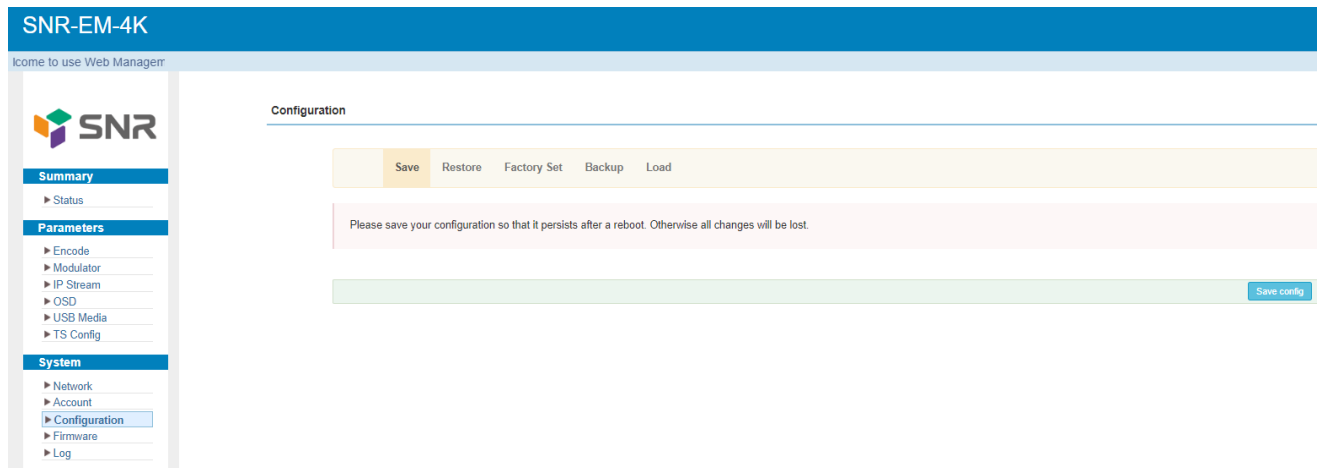 SNR-EM-4K
lcome to use Web Managem
SNR
Summary
Status
Parameters
Encode
Modulator
IP Stream
OSD
USB Media
TS Config
System
Network
Account
Configuration
Firmware
Log
Configuration
Save Restore Factory Set Backup Load
Please save your configuration so that it persists after a reboot. Otherwise all changes will be lost.
Save config